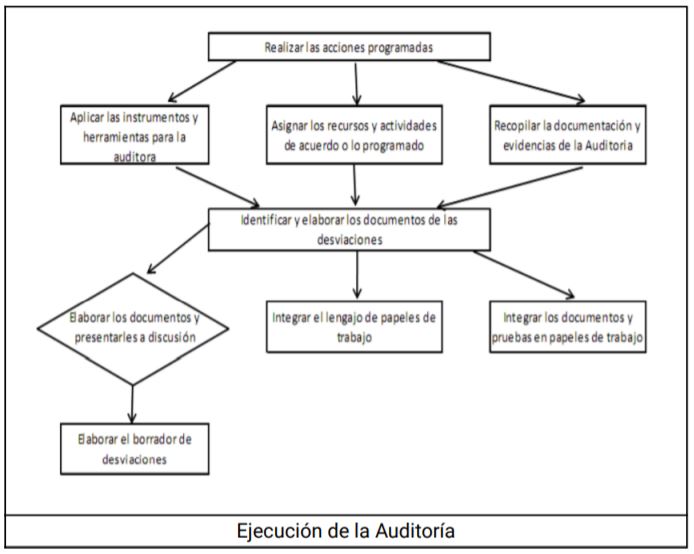 Realizar las acciones programadas
Aplicar las instrumentos y
herramientas para la
auditora
Asignar los recursos y actividades
de acuerdo o lo programado
Recopilar la documentación y
evidencias de la Auditoria
Identificar y elaborar los documentos de las
desviaciones
Elaborar los documentos y
presentarles a discusión
Integrar el lengajo de papeles de
trabajo
Integrar los documentos y
pruebas en papeles de trabajo
Elaborar el borrador de
desviaciones
Ejecución de la Auditoría